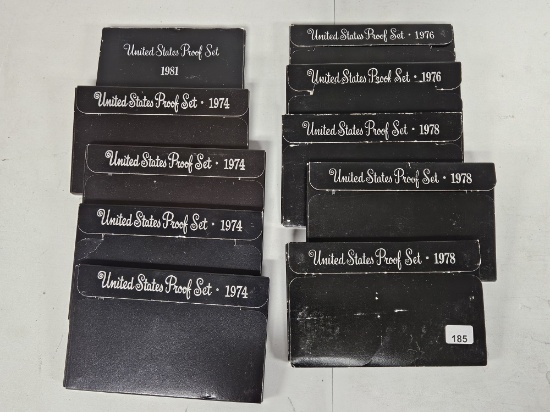 United States Proof Set
1981
United States Proof Set · 1974
United States Proof Set · 1974
United States Proof Set · 1974
United States Proof Set · 1974
United States Proof Set · 1976
United States Proof Set · 1976
United States Proof Set · 1978
United States Proof Set · 1978
United States Proof Set · 1978
185